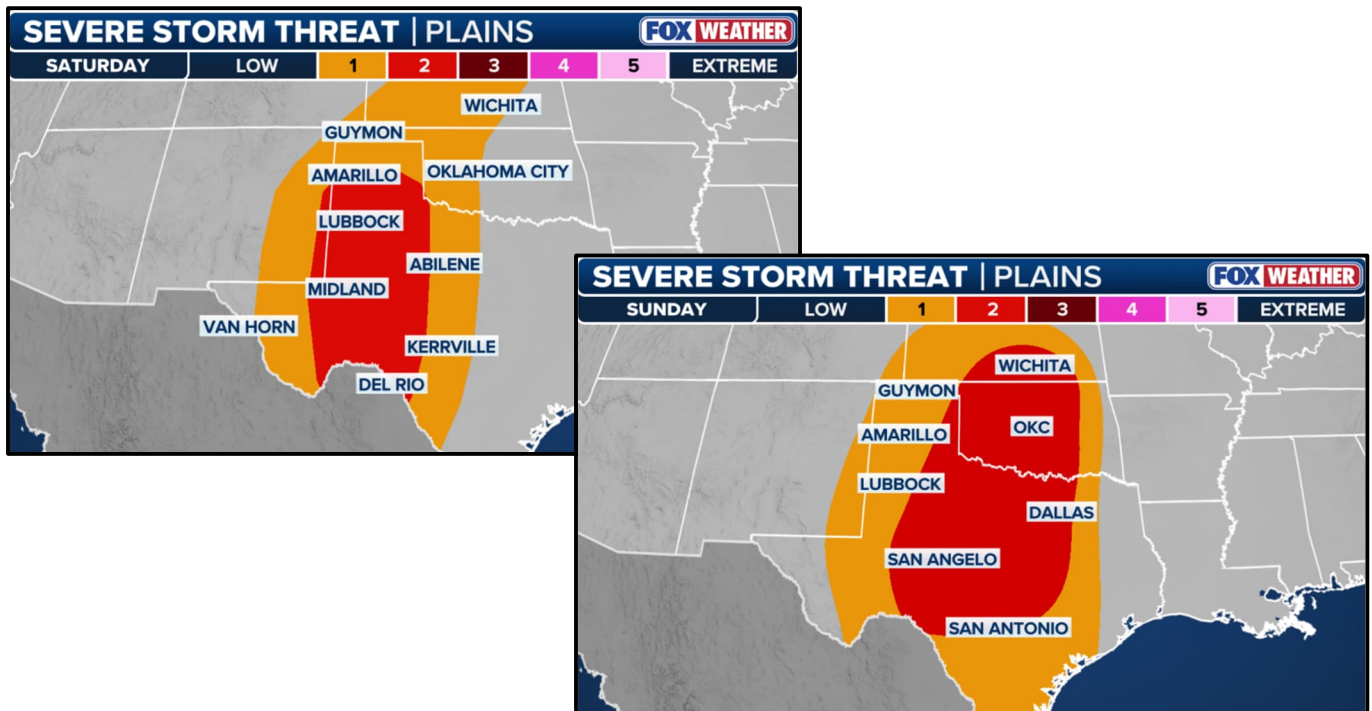 SEVERE STORM THREAT | PLAINS
FOX WEATHER
SATURDAY LOW 1 2 3 4 5 EXTREME
WICHITA
GUYMON
AMARILLO
OKLAHOMA CITY
LUBBOCK
ABILENE
MIDLAND
VAN HORN
KERRVILLE
DEL RIO
SEVERE STORM THREAT | PLAINS
FOX WEATHER
SUNDAY LOW 1 2 3 4 5 EXTREME
WICHITA
GUYMON
OKC
AMARILLO
LUBBOCK
DALLAS
SAN ANGELO
SAN ANTONIO